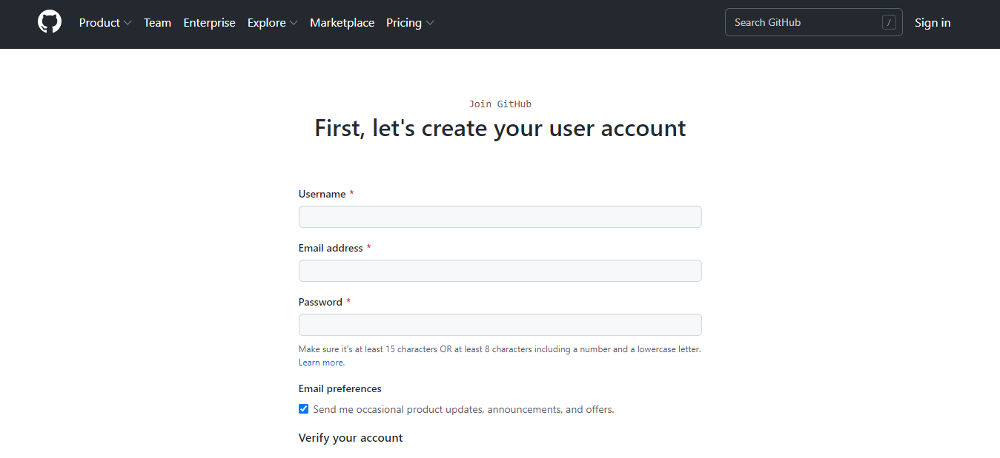 Product Team Enterprise Explore Marketplace Pricing Search GitHub / Sign in
Join GitHub
First, let's create your user account
Username *
Email address *
Password *
Make sure it's at least 15 characters OR at least 8 characters including a number and a lowercase letter.
Learn more.
Email preferences
Send me occasional product updates, announcements, and offers.
Verify your account